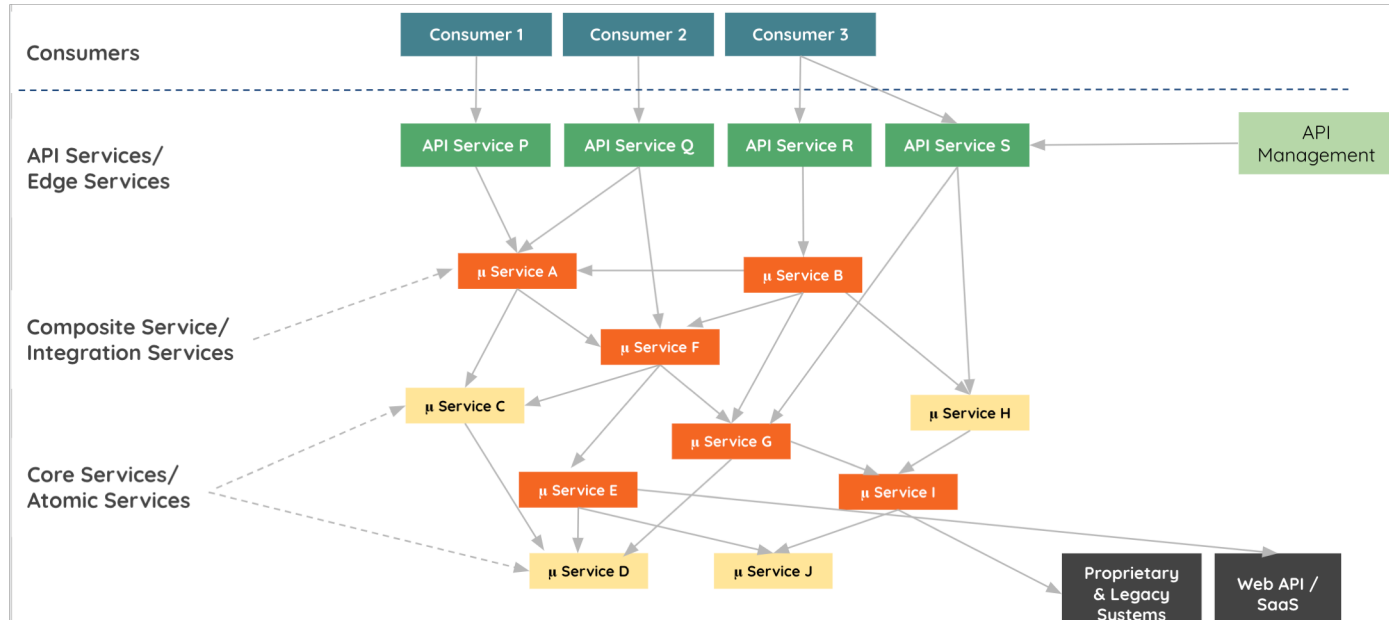 Consumers
Consumer 1
Consumer 2
Consumer 3
API Services/
Edge Services
API Service P
API Service Q
API Service R
API Service S
API
Management
μ Service A
μ Service B
Composite Service/
Integration Services
μ Service F
μ Service C
μ Service H
μ Service G
Core Services/
Atomic Services
μ Service E
μ Service I
μ Service D
μ Service J
Proprietary
& Legacy
Systems
Web API /
SaaS